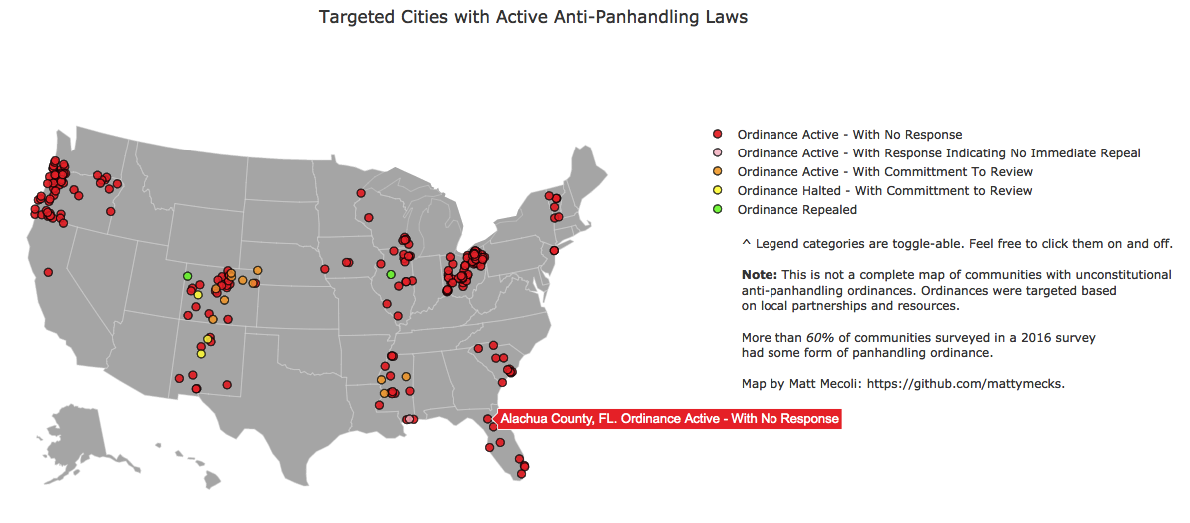 Targeted Cities with Active Anti-Panhandling Laws
Ordinance Active - With No Response
Ordinance Active - With Response Indicating No Immediate Repeal
Ordinance Active - With Committment To Review
Ordinance Halted - With Committment to Review
Ordinance Repealed
^ Legend categories are toggle-able. Feel free to click them on and off.
Note: This is not a complete map of communities with unconstitutional
anti-panhandling ordinances. Ordinances were targeted based
on local partnerships and resources.
More than 60% of communities surveyed in a 2016 survey
had some form of panhandling ordinance.
Map by Matt Mecoli: https://github.com/mattymecks.
Alachua County, FL. Ordinance Active - With No Response